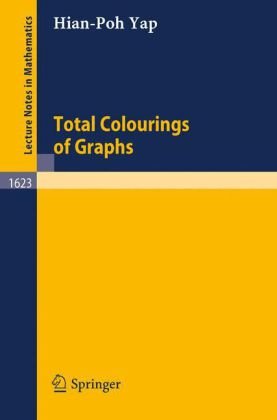 Hian-Poh Yap
Lecture Notes in Mathematics
Total Colourings
of Graphs
1623
Springer